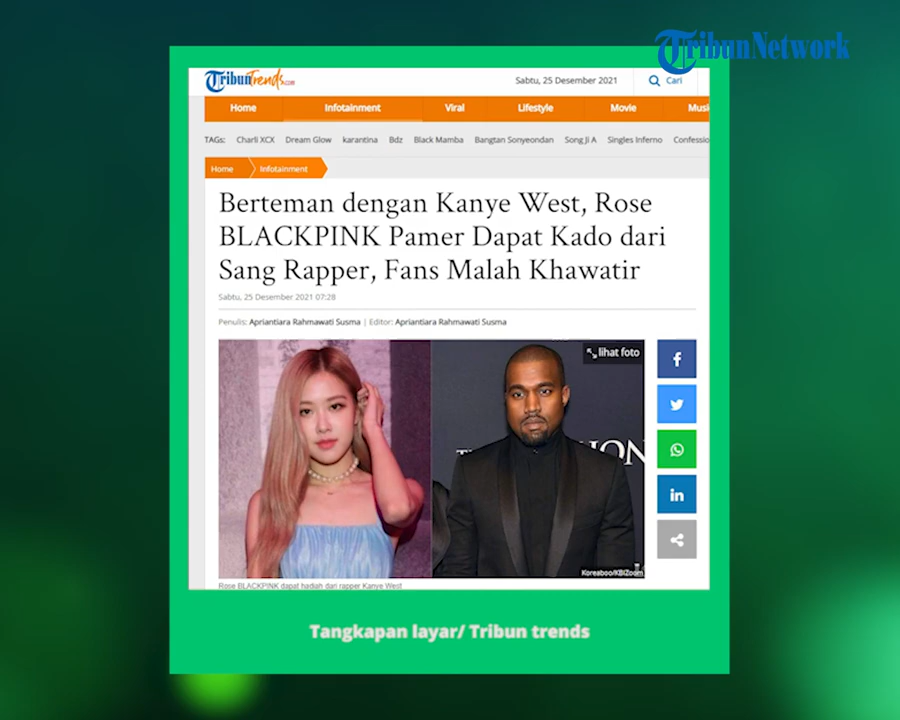 TribunNetwork
TribunTrends.com
Sabtu, 25 Desember 2021
Cari
Home Infotainment Viral Lifestyle Movie Musi
TAGs: Charli XCX Dream Glow karantina Bdz Black Mamba Bangtan Sonyeondan Song Ji A Singles Inferno Confessio
Home Infotainment
Berteman dengan Kanye West, Rose
BLACKPINK Pamer Dapat Kado dari
Sang Rapper, Fans Malah Khawatir
Sabtu, 25 Desember 2021 07:28
Penulis: Apriantiara Rahmawati Susma | Editor: Apriantiara Rahmawati Susma
lihat foto
Koreaboo/KBIZoom
Rose BLACKPINK dapat hadiah dari rapper Kanye West
Tangkapan layar/ Tribun trends